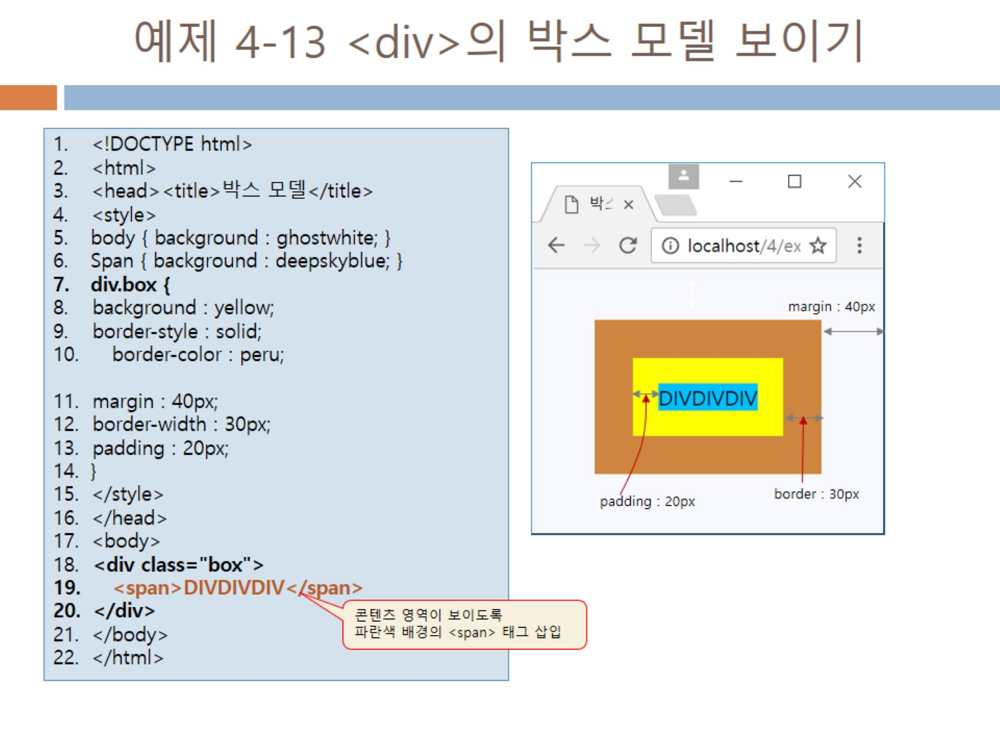 예제 4-13 <div>의 박스 모델 보이기
1. <!DOCTYPE html>
2. <html>
3. <head><title>박스 모델</title>
4. <style>
5. body { background : ghostwhite; }
6. Span { background : deepskyblue; }
7. div.box {
8. background : yellow;
9. border-style : solid;
10. border-color : peru;
11. margin : 40px;
12. border-width : 30px;
13. padding : 20px;
14. }
15. </style>
16. </head>
17. <body>
18. <div class="box">
19. <span>DIVDIVDIV</span>
20. </div>
21. </body>
22. </html>
콘텐츠 영역이 보이도록
파란색 배경의 <span> 태그 삽입
박스
localhost/4/ex
margin : 40px
DIVDIVDIV
padding : 20px
border : 30px